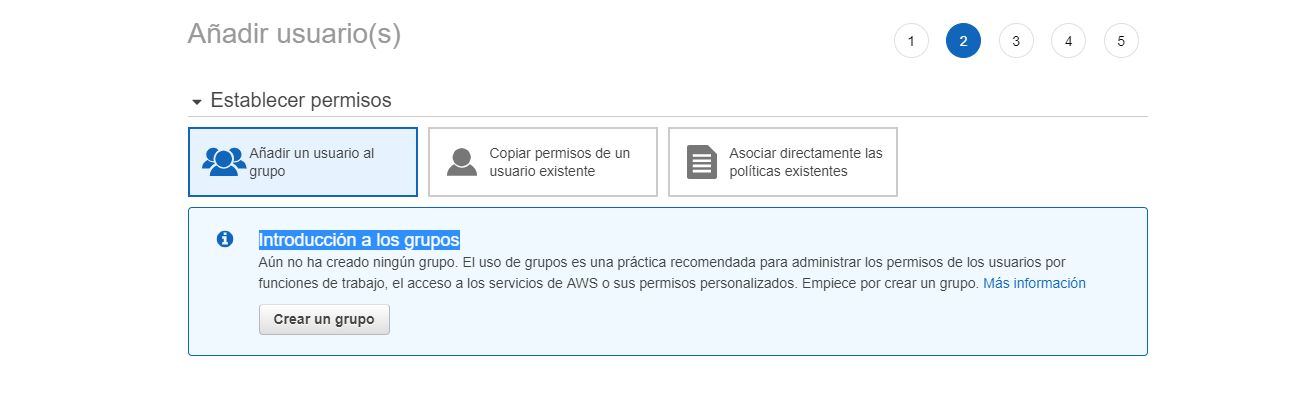 Añadir usuario(s)
1 2 3 4 5
Establecer permisos
Añadir un usuario al
grupo
Copiar permisos de un
usuario existente
Asociar directamente las
políticas existentes
Introducción a los grupos
Aún no ha creado ningún grupo. El uso de grupos es una práctica recomendada para administrar los permisos de los usuarios por
funciones de trabajo, el acceso a los servicios de AWS o sus permisos personalizados. Empiece por crear un grupo. Más información
Crear un grupo